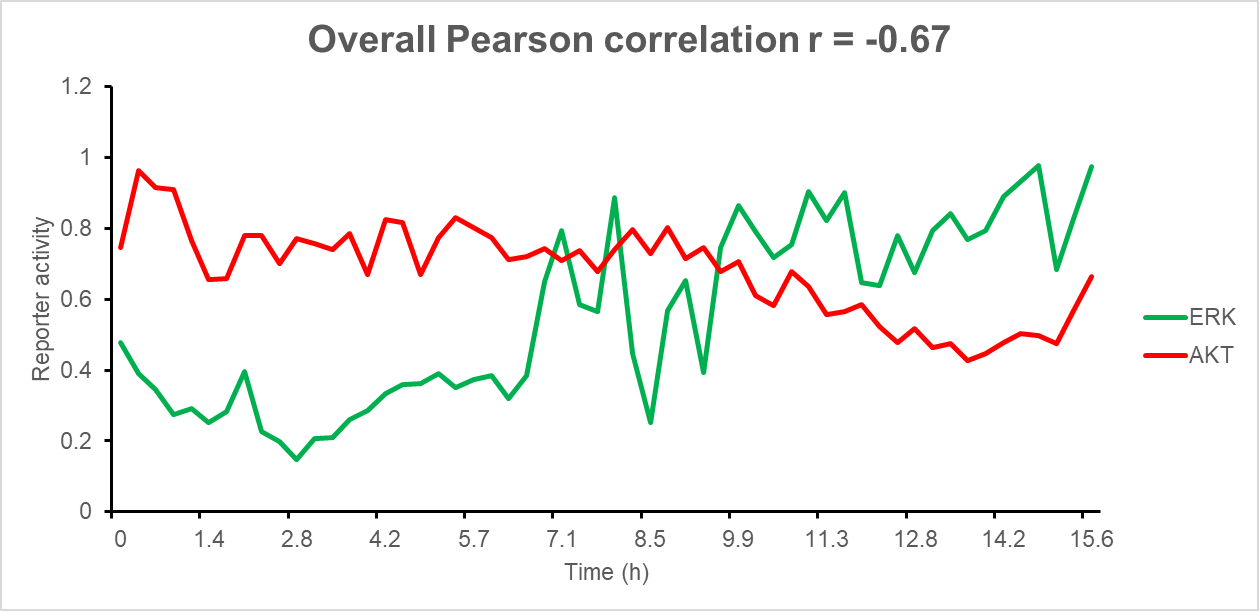 Overall Pearson correlation r = -0.67
1.2
1
0.8
0.6
0.4
0.2
0
Reporter activity
0 1.4 2.8 4.2 5.7 7.1 8.5 9.9 11.3 12.8 14.2 15.6
Time (h)
ERK
AKT